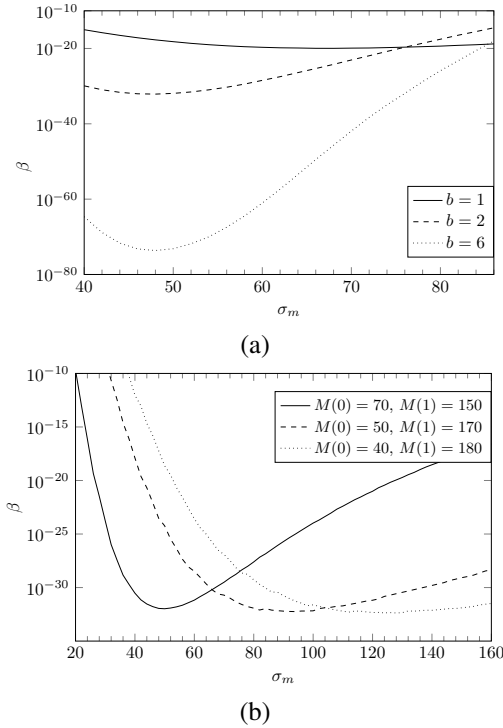 10⁻¹⁰
10⁻²⁰
10⁻⁴⁰
10⁻⁶⁰
10⁻⁸⁰
β
b = 1
b = 2
b = 6
40 50 60 70 80
σₘ
(a)
10⁻¹⁰
10⁻¹⁵
10⁻²⁰
10⁻²⁵
10⁻³⁰
β
M(0) = 70, M(1) = 150
M(0) = 50, M(1) = 170
M(0) = 40, M(1) = 180
20 40 60 80 100 120 140 160
σₘ
(b)